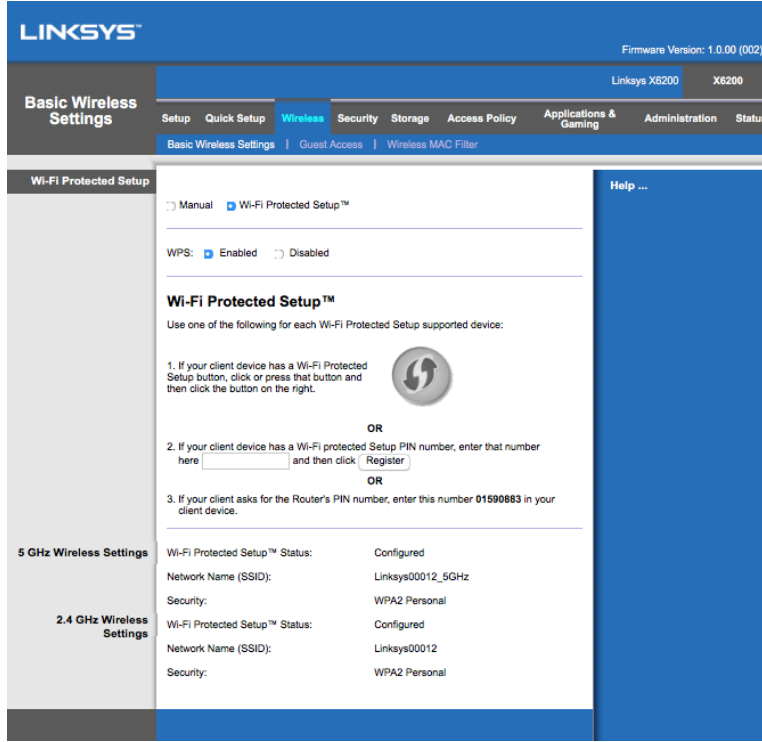 LINKSYS™
Firmware Version: 1.0.00 (002)
Linksys X6200 X6200
Basic Wireless
Settings
Setup Quick Setup Wireless Security Storage Access Policy Applications &
Gaming Administration Statu
Basic Wireless Settings | Guest Access | Wireless MAC Filter
Wi-Fi Protected Setup
Help ...
Manual Wi-Fi Protected Setup™
WPS: Enabled Disabled
Wi-Fi Protected Setup™
Use one of the following for each Wi-Fi Protected Setup supported device:
1. If your client device has a Wi-Fi Protected
Setup button, click or press that button and
then click the button on the right.
OR
2. If your client device has a Wi-Fi protected Setup PIN number, enter that number
here and then click Register
OR
3. If your client asks for the Router's PIN number, enter this number 01590883 in your
client device.
5 GHz Wireless Settings
Wi-Fi Protected Setup™ Status: Configured
Network Name (SSID): Linksys00012_5GHz
Security: WPA2 Personal
2.4 GHz Wireless
Settings
Wi-Fi Protected Setup™ Status: Configured
Network Name (SSID): Linksys00012
Security: WPA2 Personal